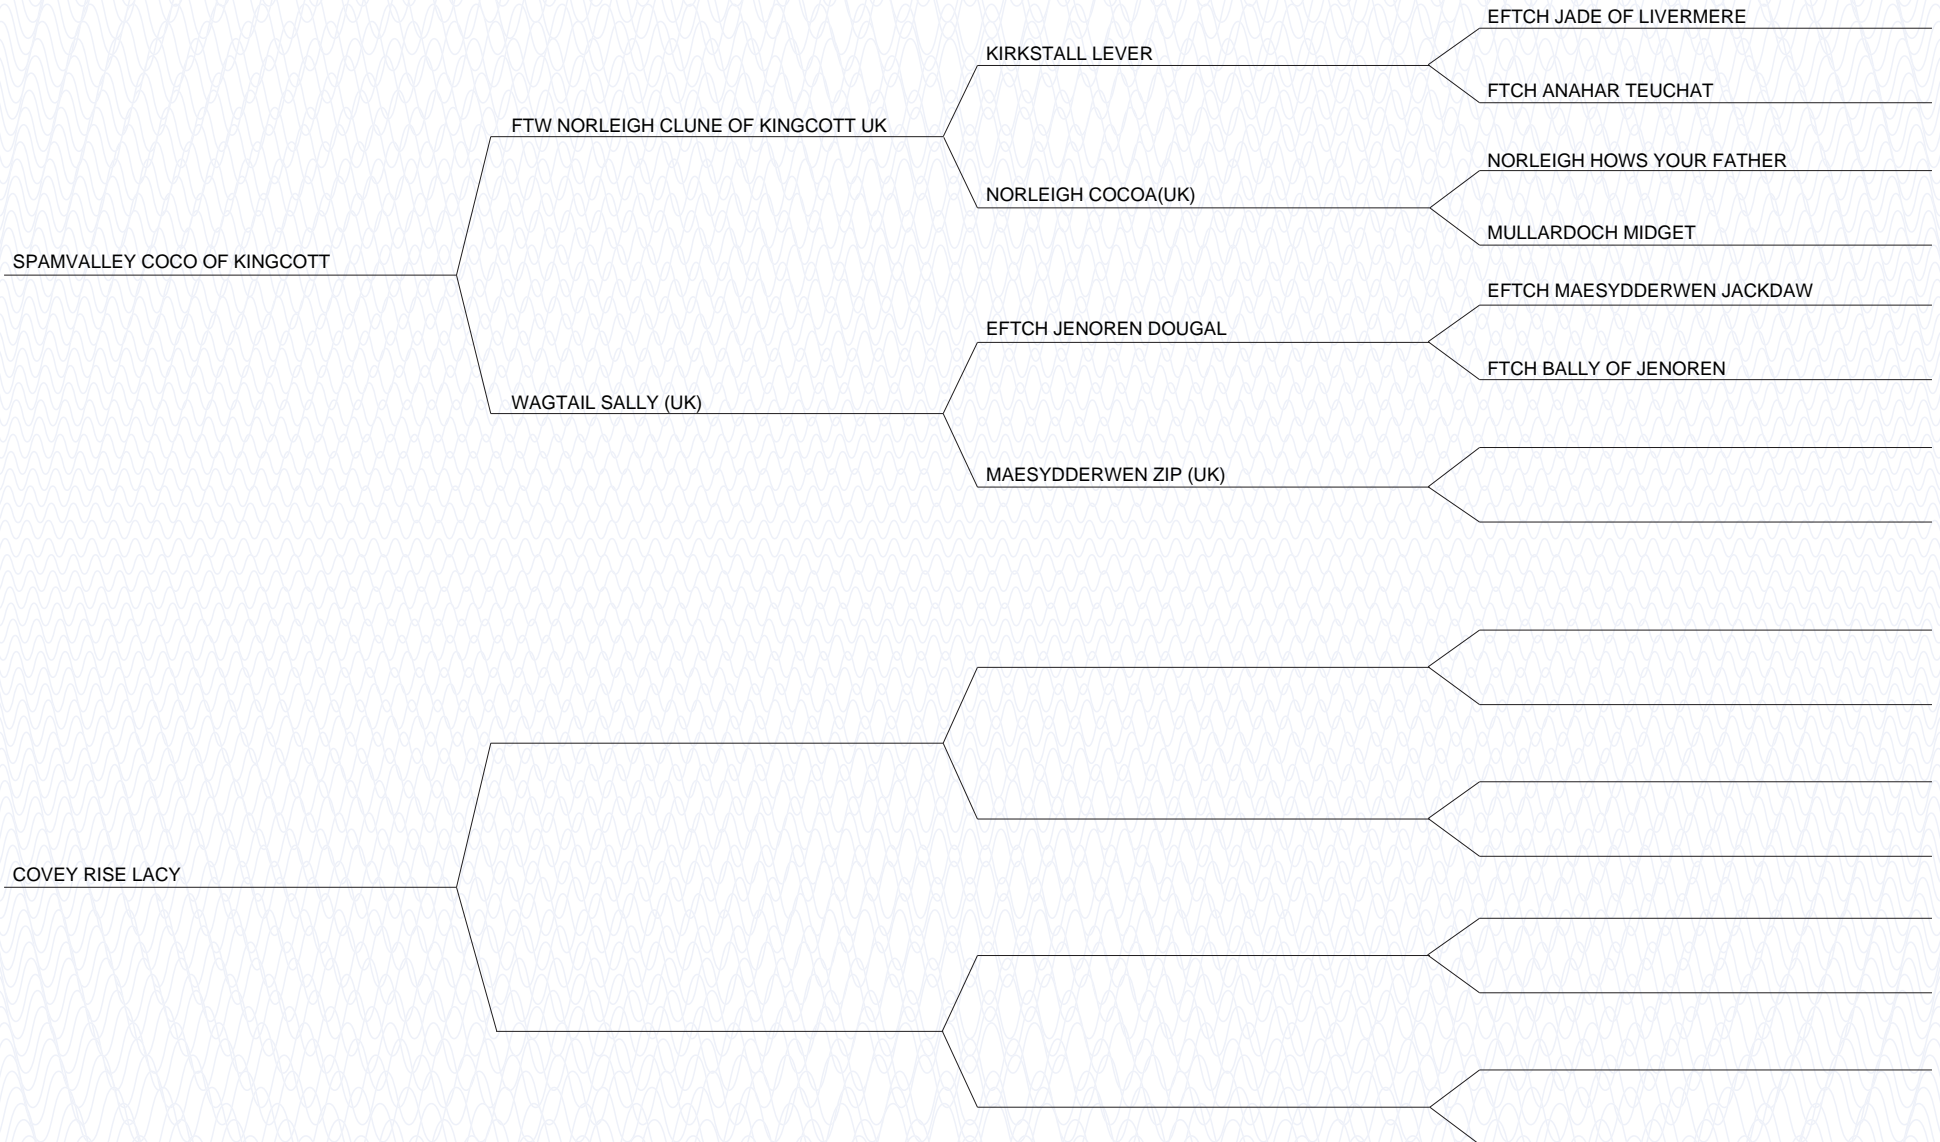 EFTCH JADE OF LIVERMERE
KIRKSTALL LEVER
FTCH ANAHAR TEUCHAT
FTW NORLEIGH CLUNE OF KINGCOTT UK
NORLEIGH HOWS YOUR FATHER
NORLEIGH COCOA(UK)
MULLARDOCH MIDGET
SPAMVALLEY COCO OF KINGCOTT
EFTCH MAESYDDERWEN JACKDAW
EFTCH JENOREN DOUGAL
FTCH BALLY OF JENOREN
WAGTAIL SALLY (UK)
MAESYDDERWEN ZIP (UK)
COVEY RISE LACY